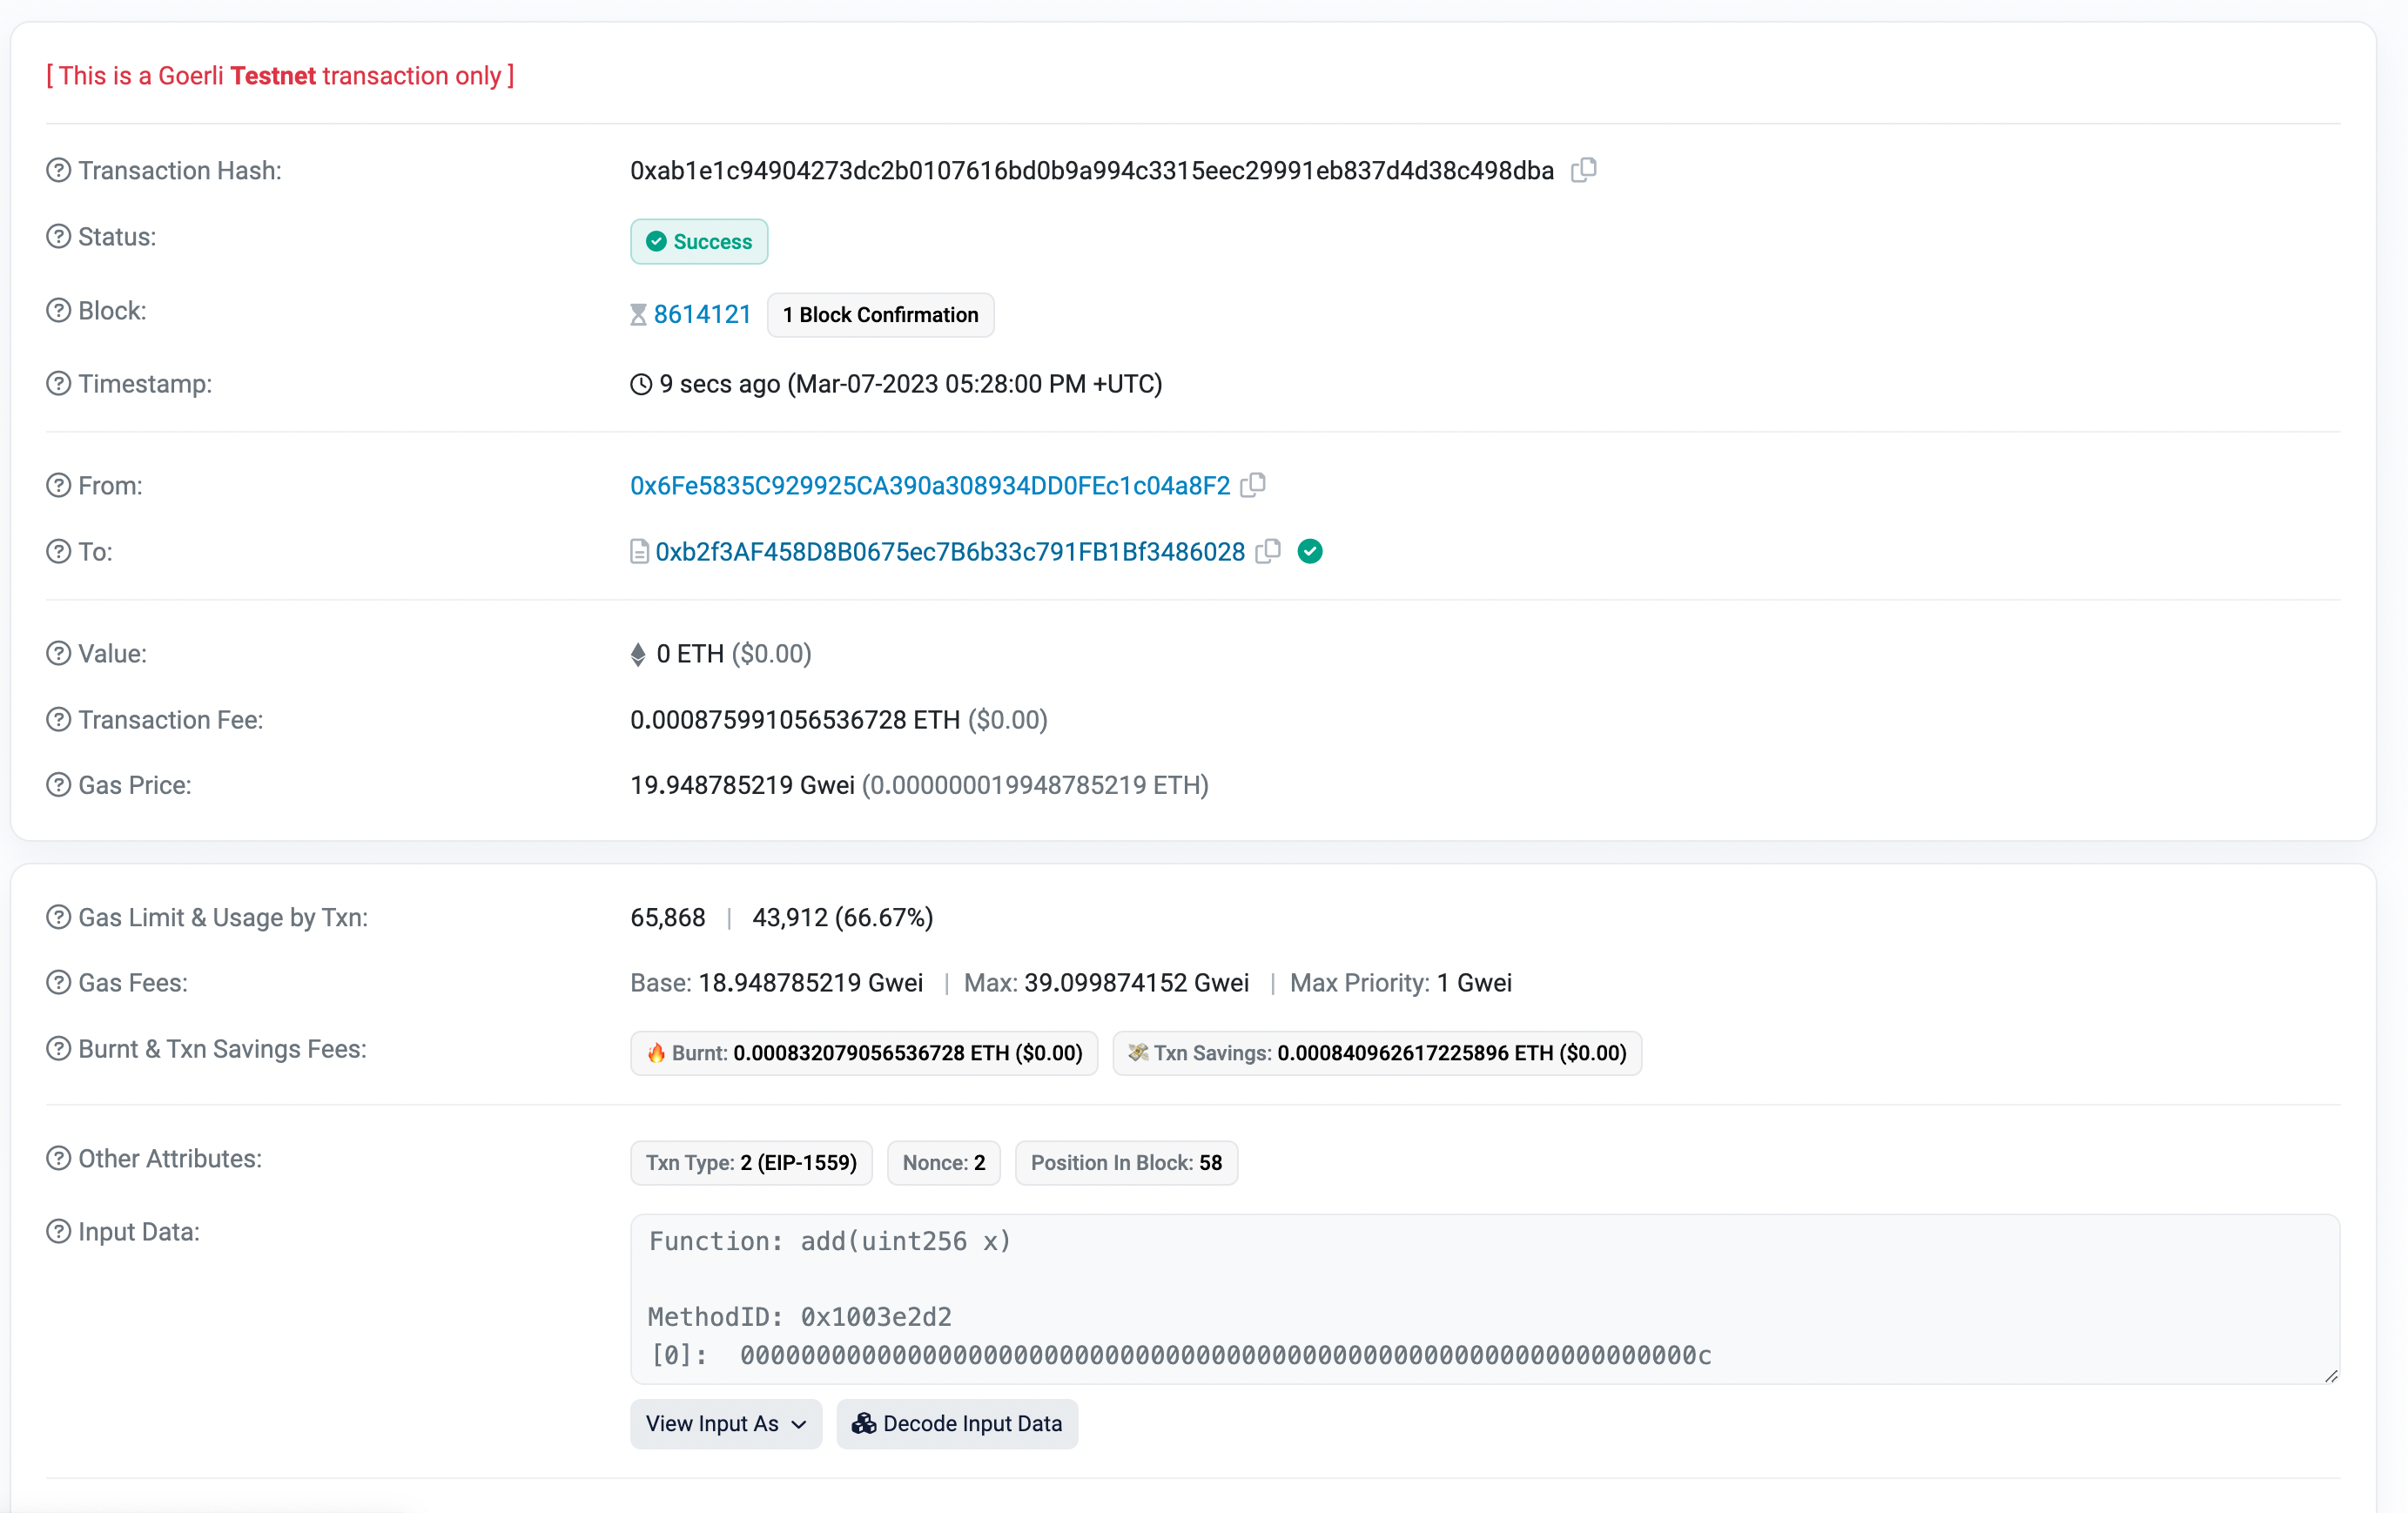 [ This is a Goerli Testnet transaction only ]
Transaction Hash: 0xab1e1c94904273dc2b0107616bd0b9a994c3315eec29991eb837d4d38c498dba
Status: Success
Block: 8614121 1 Block Confirmation
Timestamp: 9 secs ago (Mar-07-2023 05:28:00 PM +UTC)
From: 0x6Fe5835C929925CA390a308934DD0FEc1c04a8F2
To: 0xb2f3AF458D8B0675ec7B6b33c791FB1Bf3486028
Value: 0 ETH ($0.00)
Transaction Fee: 0.000875991056536728 ETH ($0.00)
Gas Price: 19.948785219 Gwei (0.000000019948785219 ETH)
Gas Limit & Usage by Txn: 65,868 | 43,912 (66.67%)
Gas Fees: Base: 18.948785219 Gwei | Max: 39.099874152 Gwei | Max Priority: 1 Gwei
Burnt & Txn Savings Fees: Burnt: 0.000832079056536728 ETH ($0.00) Txn Savings: 0.000840962617225896 ETH ($0.00)
Other Attributes: Txn Type: 2 (EIP-1559) Nonce: 2 Position In Block: 58
Input Data: Function: add(uint256 x)
MethodID: 0x1003e2d2
[0]: 000000000000000000000000000000000000000000000000000000000000000c
View Input As Decode Input Data